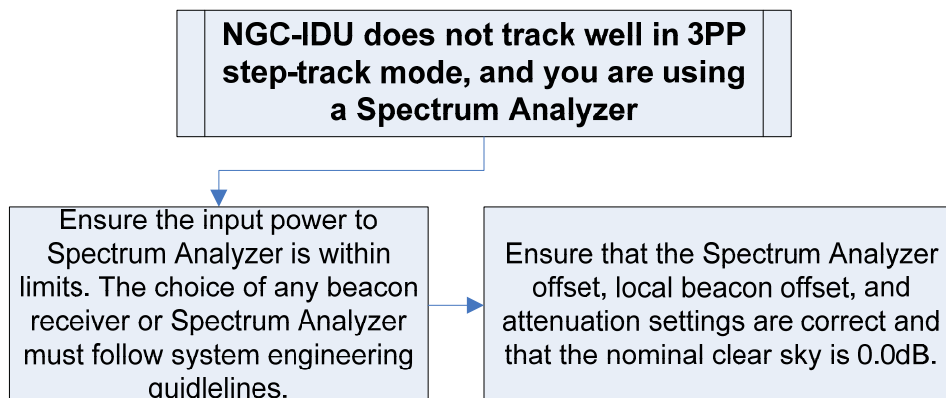 NGC-IDU does not track well in 3PP
step-track mode, and you are using
a Spectrum Analyzer
Ensure the input power to
Spectrum Analyzer is within
limits. The choice of any beacon
receiver or Spectrum Analyzer
must follow system engineering
guidlelines.
Ensure that the Spectrum Analyzer
offset, local beacon offset, and
attenuation settings are correct and
that the nominal clear sky is 0.0dB.